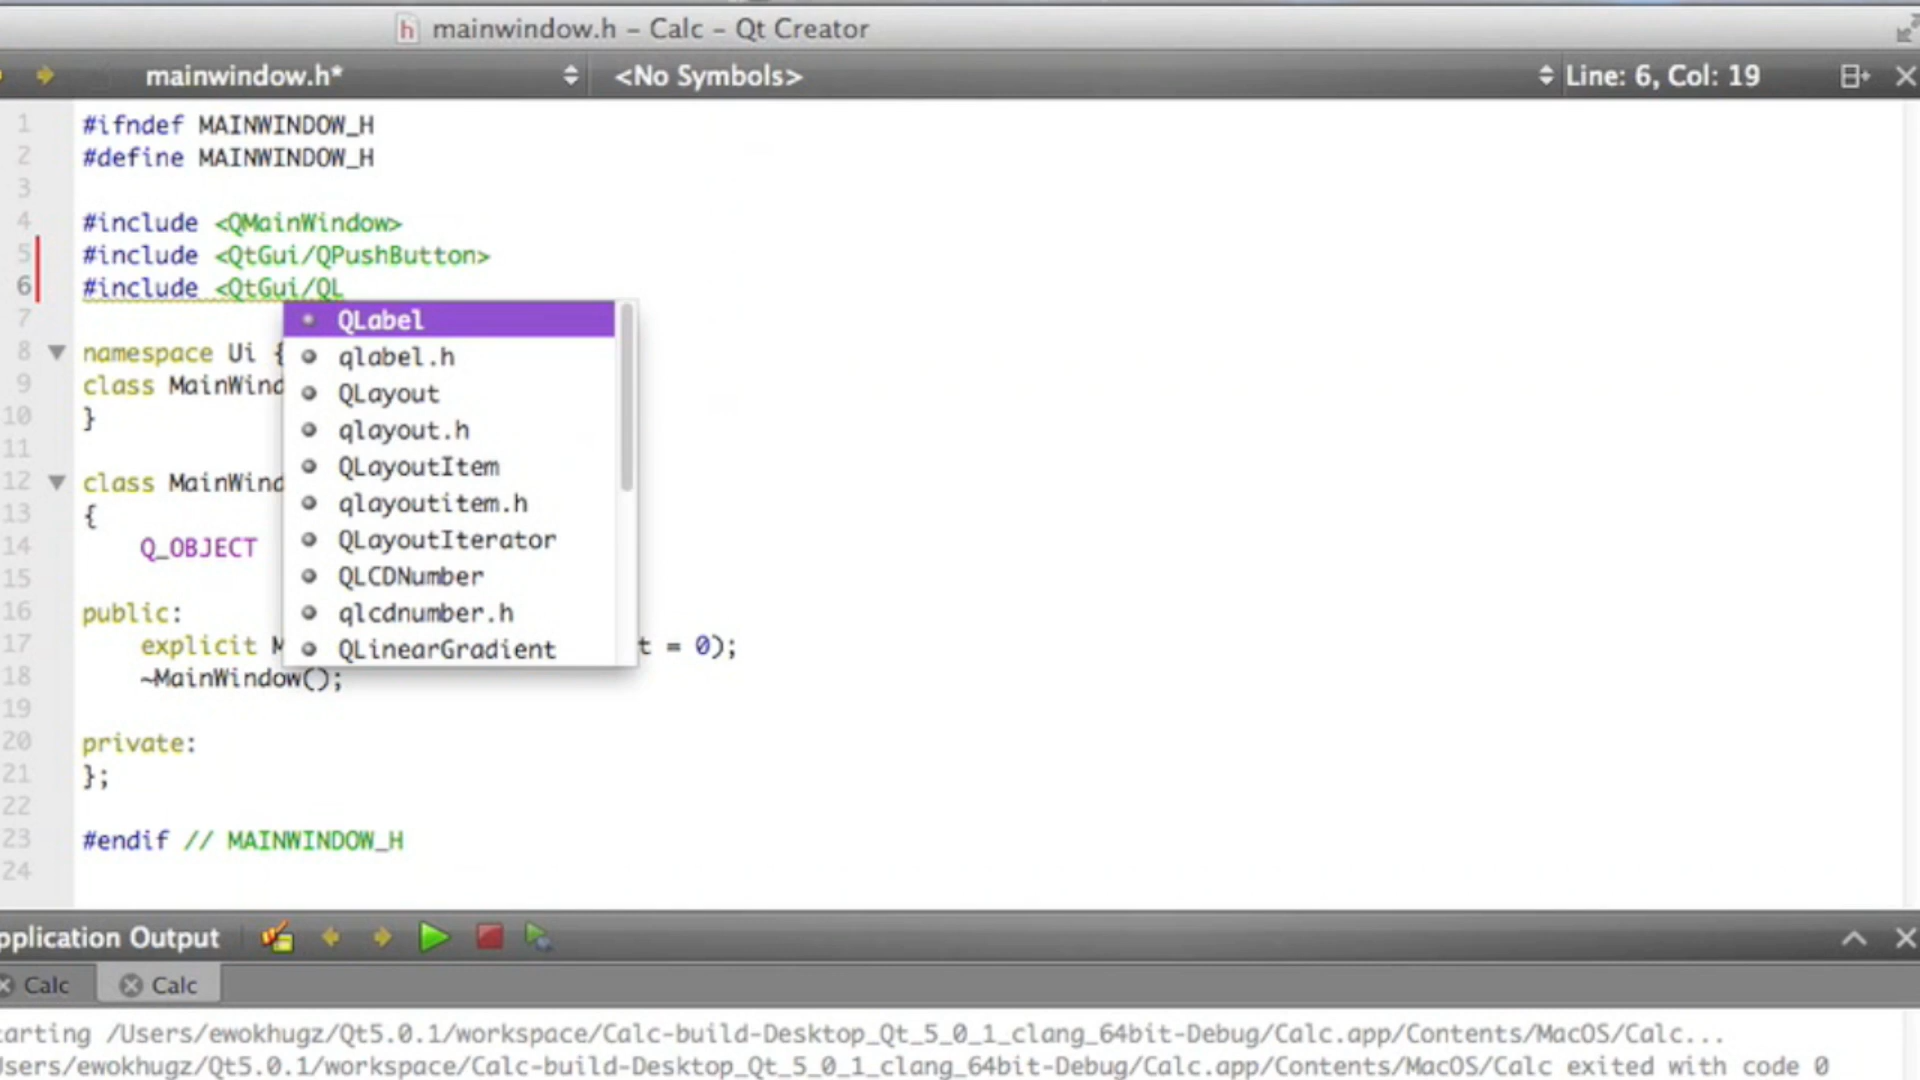 mainwindow.h - Calc - Qt Creator
mainwindow.h* <No Symbols> Line: 6, Col: 19
1 #ifndef MAINWINDOW_H
2 #define MAINWINDOW_H
3
4 #include <QMainWindow>
5 #include <QtGui/QPushButton>
6 #include <QtGui/QL
7
QLabel
8 namespace Ui {
qlabel.h
9 class MainWind
QLayout
10 }
qlayout.h
11
QLayoutItem
12 class MainWind
qlayoutitem.h
13 {
QLayoutIterator
14 Q_OBJECT
QLCDNumber
15
qlcdnumber.h
16 public:
QLinearGradient
17 explicit M t = 0);
18 ~MainWindow();
19
20 private:
21 };
22
23 #endif // MAINWINDOW_H
24
pplication Output
Calc Calc
tarting /Users/ewokhugz/Qt5.0.1/workspace/Calc-build-Desktop_Qt_5_0_1_clang_64bit-Debug/Calc.app/Contents/MacOS/Calc...
Users/ewokhugz/Qt5.0.1/workspace/Calc-build-Desktop_Qt_5_0_1_clang_64bit-Debug/Calc.app/Contents/MacOS/Calc exited with code 0